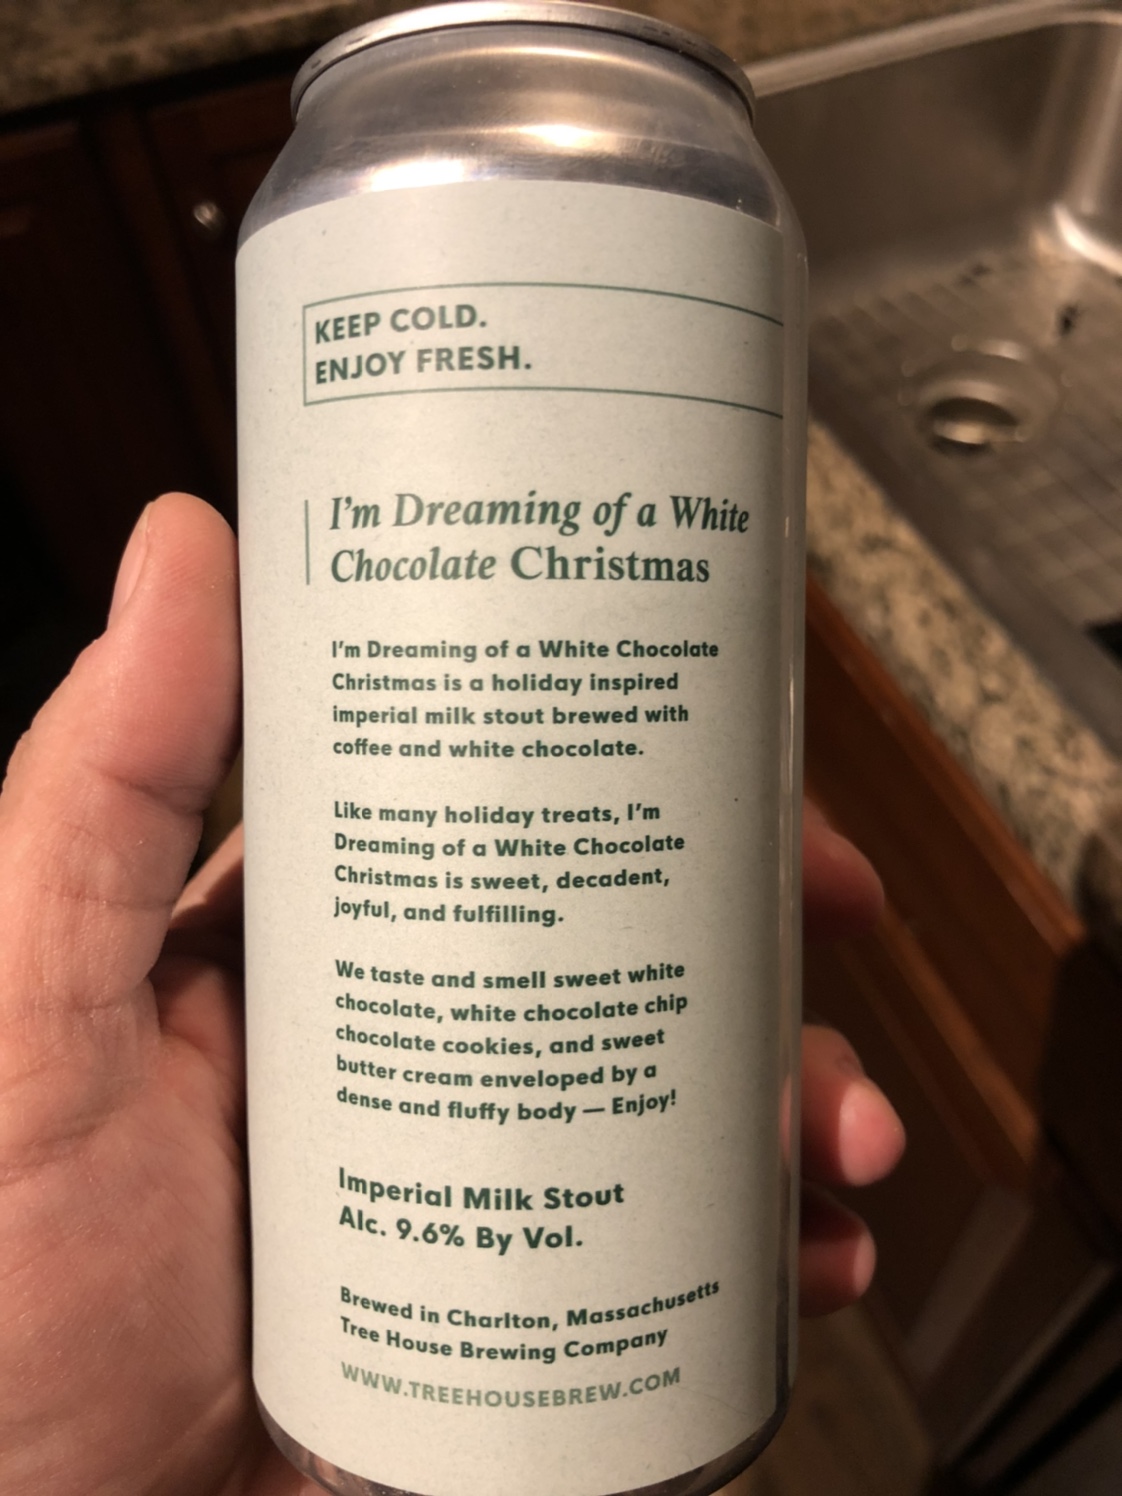 KEEP COLD.
ENJOY FRESH.
I'm Dreaming of a White
Chocolate Christmas
I'm Dreaming of a White Chocolate
Christmas is a holiday inspired
imperial milk stout brewed with
coffee and white chocolate.
Like many holiday treats, I'm
Dreaming of a White Chocolate
Christmas is sweet, decadent,
joyful, and fulfilling.
We taste and smell sweet white
chocolate, white chocolate chip
chocolate cookies, and sweet
butter cream enveloped by a
dense and fluffy body — Enjoy!
Imperial Milk Stout
Alc. 9.6% By Vol.
Brewed in Charlton, Massachusetts
Tree House Brewing Company
WWW.TREEHOUSEBREW.COM